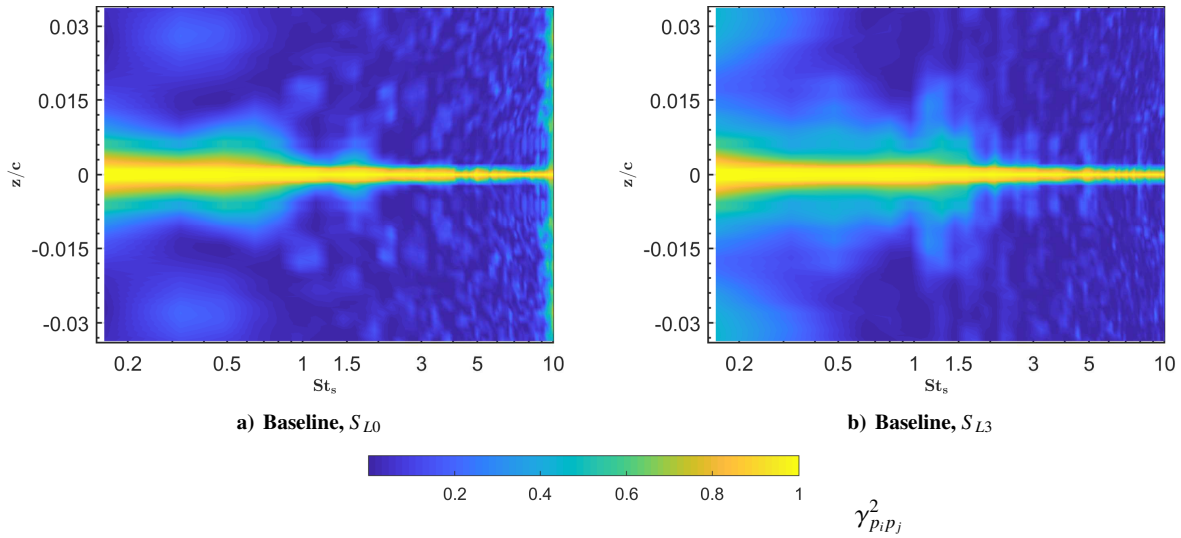 0.03
0.015
0
-0.015
-0.03
z/c
0.2 0.5 1 1.5 3 5 10
St_s
a) Baseline, S_L0
0.03
0.015
0
-0.015
-0.03
z/c
0.2 0.5 1 1.5 3 5 10
St_s
b) Baseline, S_L3
0.2 0.4 0.6 0.8 1
γ²_{p_i p_j}